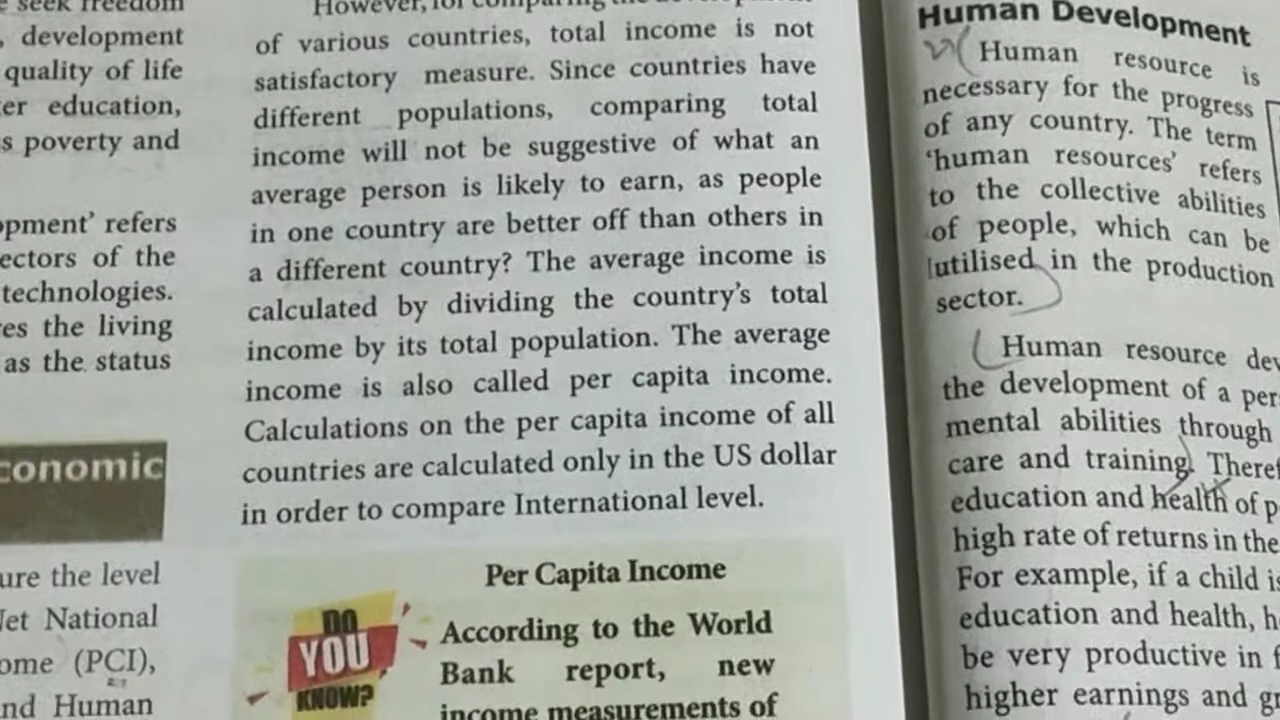 seek freedom
, development
quality of life
er education,
s poverty and
opment’ refers
ectors of the
technologies.
es the living
as the status
conomic
ure the level
et National
ome (PCI),
nd Human
However, for comparing the
of various countries, total income is not
satisfactory measure. Since countries have
different populations, comparing total
income will not be suggestive of what an
average person is likely to earn, as people
in one country are better off than others in
a different country? The average income is
calculated by dividing the country’s total
income by its total population. The average
income is also called per capita income.
Calculations on the per capita income of all
countries are calculated only in the US dollar
in order to compare International level.
DO
YOU
KNOW?
Per Capita Income
According to the World
Bank report, new
income measurements of
Human Development
Human resource is
necessary for the progress
of any country. The term
‘human resources’ refers
to the collective abilities
of people, which can be
utilised in the production
sector.
Human resource dev
the development of a per
mental abilities through
care and training. Theref
education and health of p
high rate of returns in the
For example, if a child is
education and health, h
be very productive in f
higher earnings and g